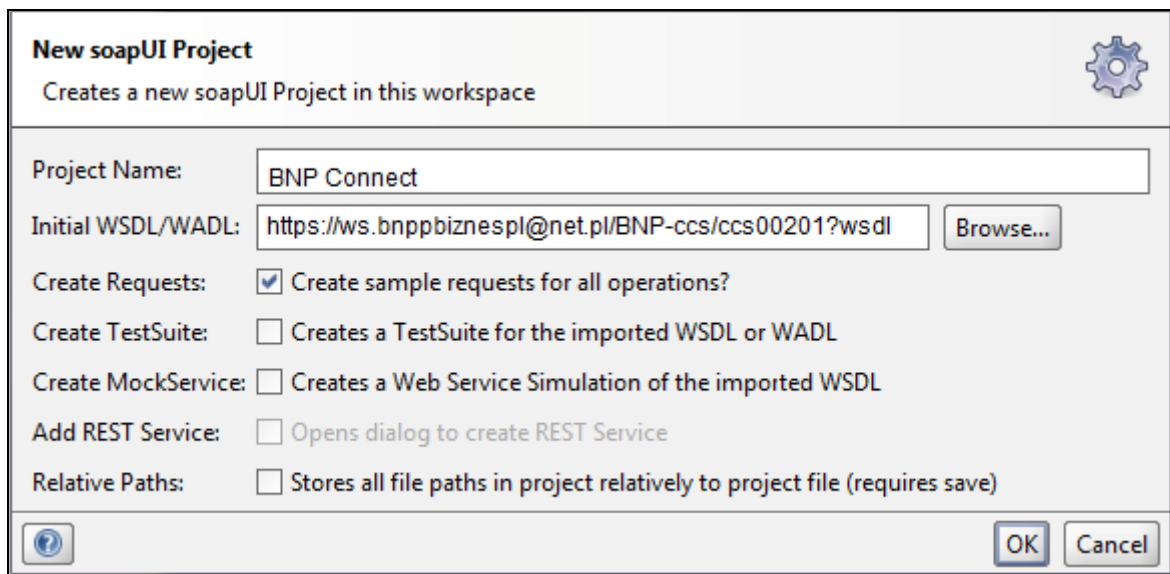 New soapUI Project
Creates a new soapUI Project in this workspace
Project Name: BNP Connect
Initial WSDL/WADL: https://ws.bnppbiznespl@net.pl/BNP-ccs/ccs00201?wsdl Browse...
Create Requests: Create sample requests for all operations?
Create TestSuite: Creates a TestSuite for the imported WSDL or WADL
Create MockService: Creates a Web Service Simulation of the imported WSDL
Add REST Service: Opens dialog to create REST Service
Relative Paths: Stores all file paths in project relatively to project file (requires save)
? OK Cancel